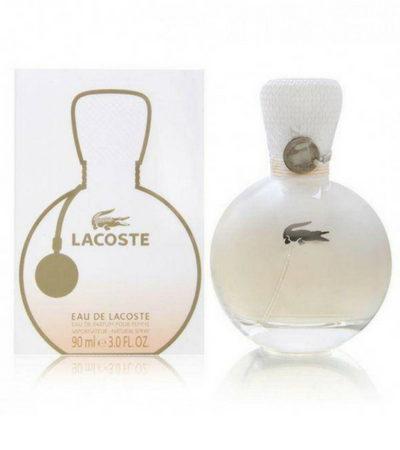 LACOSTE
EAU DE LACOSTE
EAU DE PARFUM POUR FEMME
VAPORISATEUR - NATURAL SPRAY
90 ml e 3.0 FL. OZ.